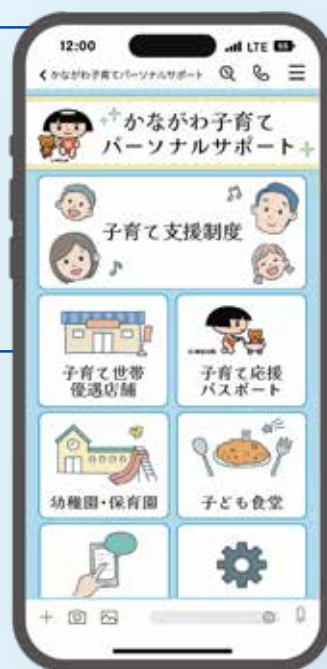 12:00
LTE
かながわ子育てパーソナルサポート
かながわ子育て
パーソナルサポート
子育て支援制度
子育て世帯
優遇店舗
子育て応援
パスポート
幼稚園・保育園
子ども食堂